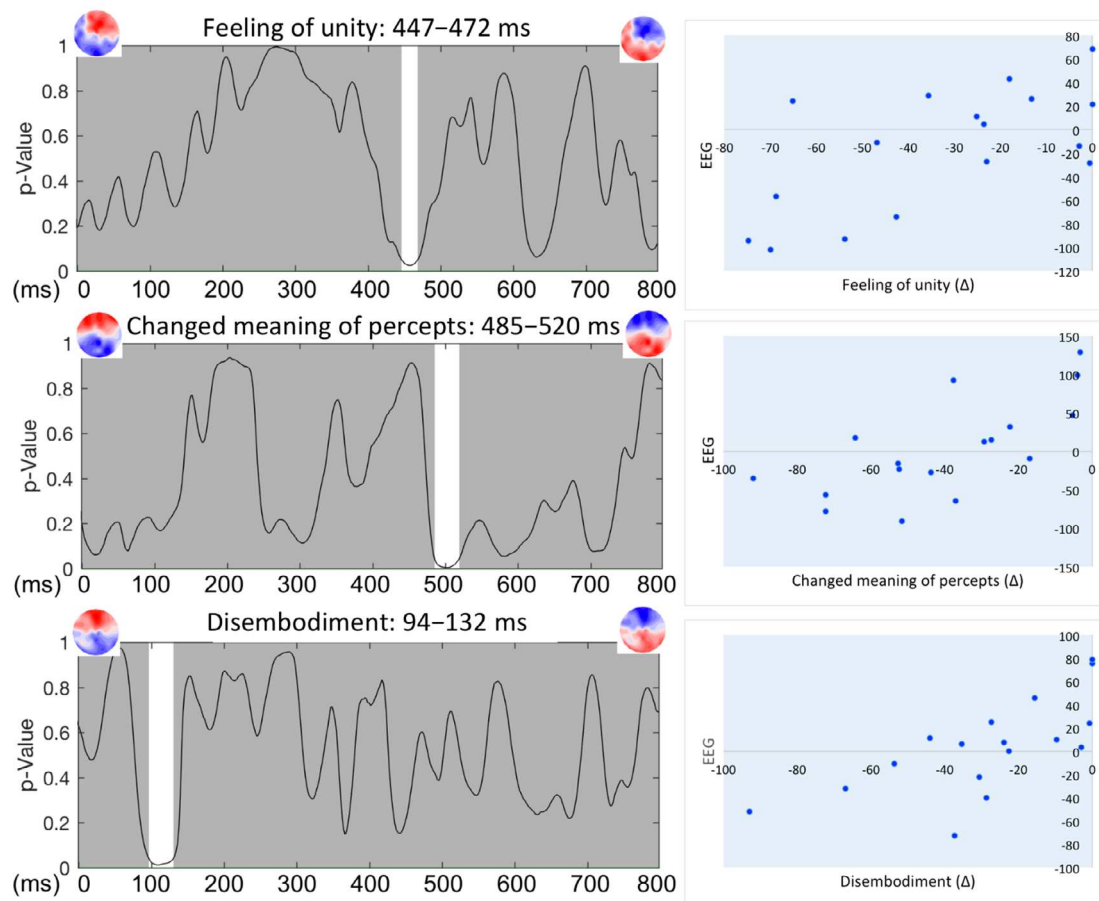 Feeling of unity: 447–472 ms
p-Value
1
0.8
0.6
0.4
0.2
0
(ms)
0 100 200 300 400 500 600 700 800
EEG
80
60
40
20
0
-20
-40
-60
-80
-100
-120
-80 -70 -60 -50 -40 -30 -20 -10 0
Feeling of unity (Δ)
Changed meaning of percepts: 485–520 ms
p-Value
1
0.8
0.6
0.4
0.2
0
(ms)
0 100 200 300 400 500 600 700 800
EEG
150
100
50
0
-50
-100
-150
-100 -80 -60 -40 -20 0
Changed meaning of percepts (Δ)
Disembodiment: 94–132 ms
p-Value
1
0.8
0.6
0.4
0.2
0
(ms)
0 100 200 300 400 500 600 700 800
EEG
100
80
60
40
20
0
-20
-40
-60
-80
-100
-100 -80 -60 -40 -20 0
Disembodiment (Δ)